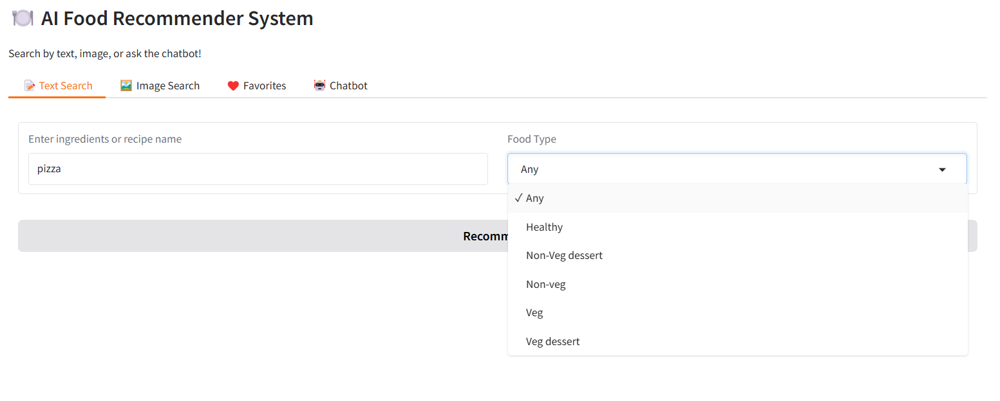 AI Food Recommender System
Search by text, image, or ask the chatbot!
Text Search Image Search Favorites Chatbot
Enter ingredients or recipe name Food Type
pizza Any
✓ Any
Healthy
Recomm
Non-Veg dessert
Non-veg
Veg
Veg dessert